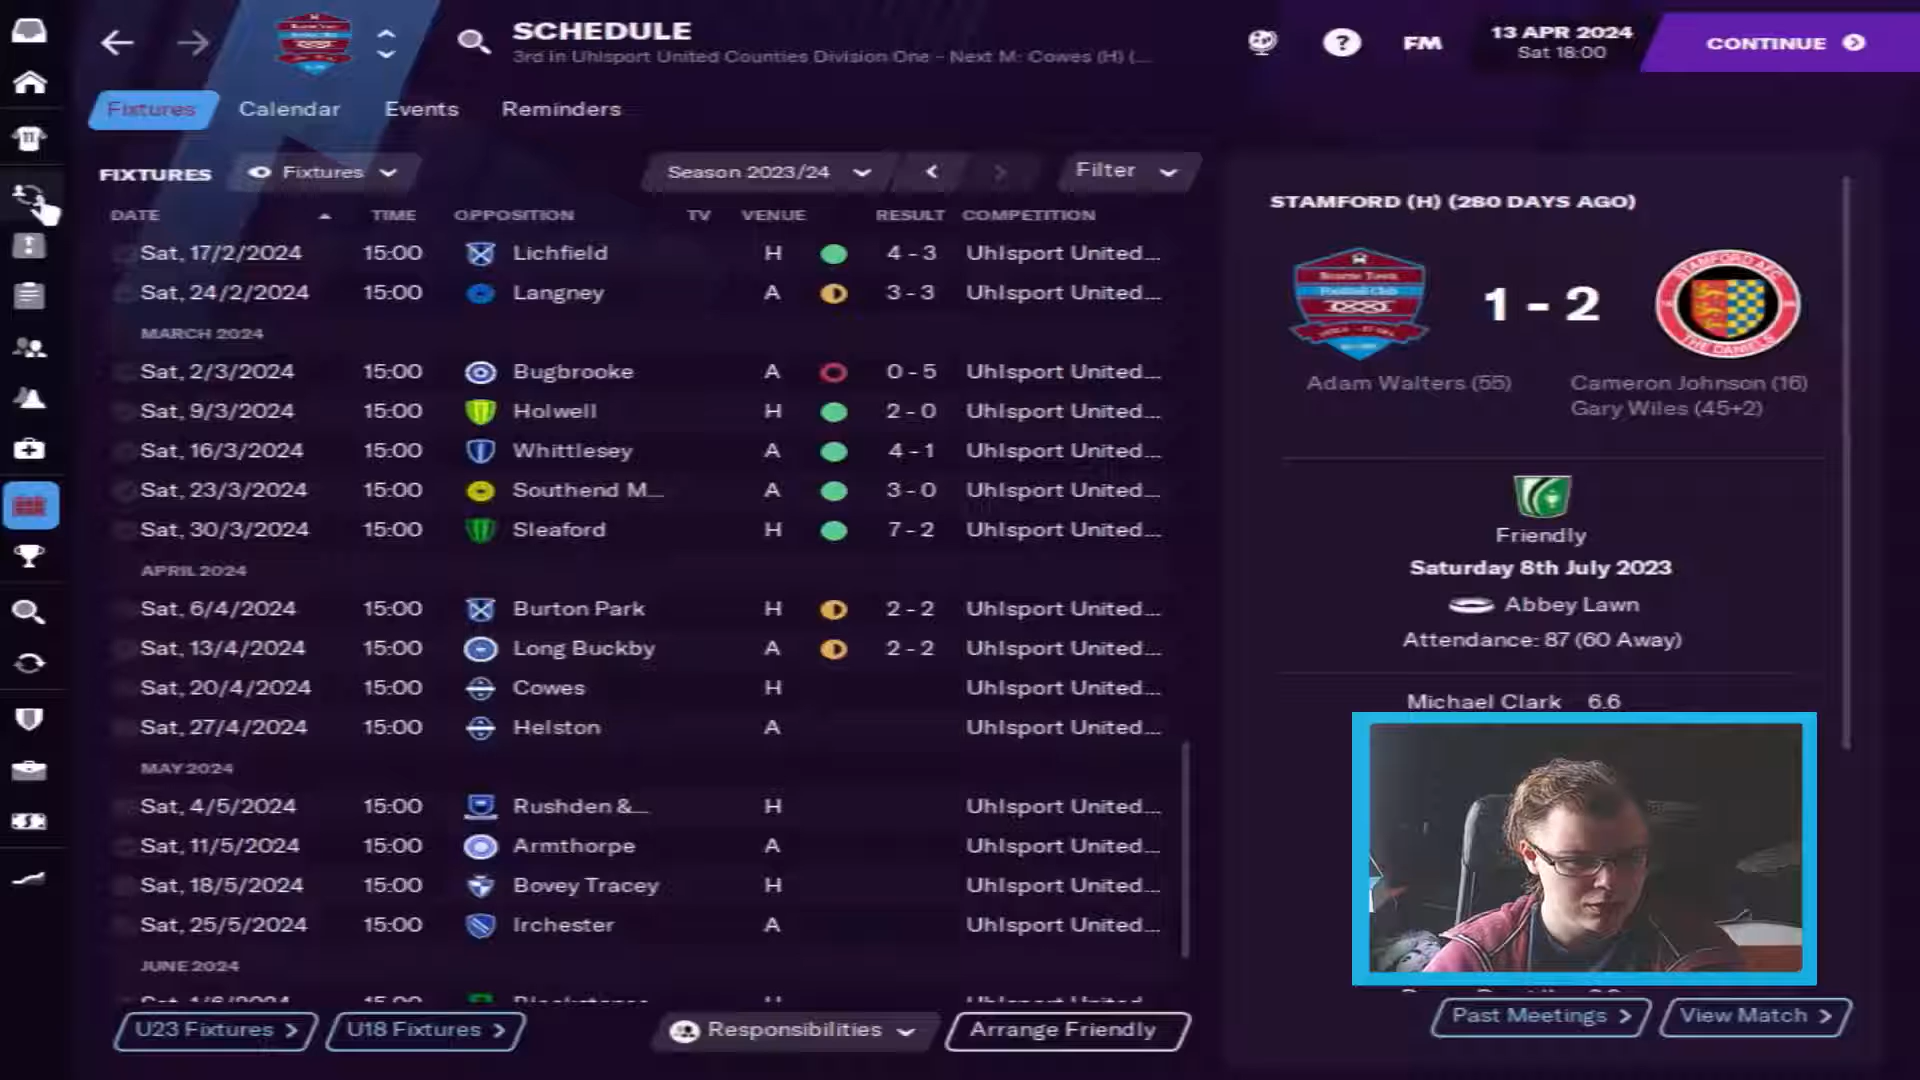 SCHEDULE
3rd in Uhlsport United Counties Division One - Next M: Cowes (H) (...
FM
13 APR 2024
Sat 18:00
CONTINUE
Fixtures
Calendar
Events
Reminders
FIXTURES
Fixtures
Season 2023/24
Filter
DATE TIME OPPOSITION TV VENUE RESULT COMPETITION
Sat, 17/2/2024 15:00 Lichfield H 4 - 3 Uhlsport United...
Sat, 24/2/2024 15:00 Langney A 3 - 3 Uhlsport United...
MARCH 2024
Sat, 2/3/2024 15:00 Bugbrooke A 0 - 5 Uhlsport United...
Sat, 9/3/2024 15:00 Holwell H 2 - 0 Uhlsport United...
Sat, 16/3/2024 15:00 Whittlesey A 4 - 1 Uhlsport United...
Sat, 23/3/2024 15:00 Southend M... A 3 - 0 Uhlsport United...
Sat, 30/3/2024 15:00 Sleaford H 7 - 2 Uhlsport United...
APRIL 2024
Sat, 6/4/2024 15:00 Burton Park H 2 - 2 Uhlsport United...
Sat, 13/4/2024 15:00 Long Buckby A 2 - 2 Uhlsport United...
Sat, 20/4/2024 15:00 Cowes H Uhlsport United...
Sat, 27/4/2024 15:00 Helston A Uhlsport United...
MAY 2024
Sat, 4/5/2024 15:00 Rushden &... H Uhlsport United...
Sat, 11/5/2024 15:00 Armthorpe A Uhlsport United...
Sat, 18/5/2024 15:00 Bovey Tracey H Uhlsport United...
Sat, 25/5/2024 15:00 Irchester A Uhlsport United...
JUNE 2024
U23 Fixtures
U18 Fixtures
Responsibilities
Arrange Friendly
STAMFORD (H) (280 DAYS AGO)
Bourne Town
Football Club
1 - 2
STAMFORD AFC
THE DANIELS
Adam Walters (55)
Cameron Johnson (16)
Gary Wiles (45+2)
Friendly
Saturday 8th July 2023
Abbey Lawn
Attendance: 87 (60 Away)
Michael Clark 6.6
Past Meetings
View Match